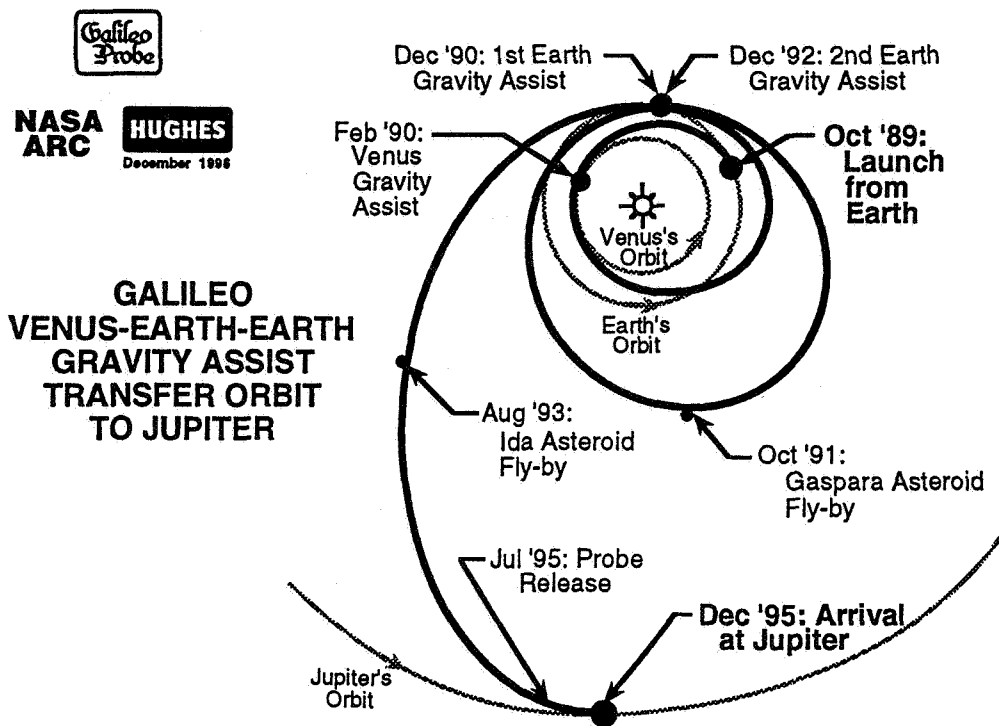 Galileo
Probe
NASA
ARC
HUGHES
December 1996
GALILEO
VENUS-EARTH-EARTH
GRAVITY ASSIST
TRANSFER ORBIT
TO JUPITER
Dec '90: 1st Earth
Gravity Assist
Dec '92: 2nd Earth
Gravity Assist
Feb '90:
Venus
Gravity
Assist
Oct '89:
Launch
from
Earth
Venus's
Orbit
Earth's
Orbit
Aug '93:
Ida Asteroid
Fly-by
Oct '91:
Gaspara Asteroid
Fly-by
Jul '95: Probe
Release
Dec '95: Arrival
at Jupiter
Jupiter's
Orbit